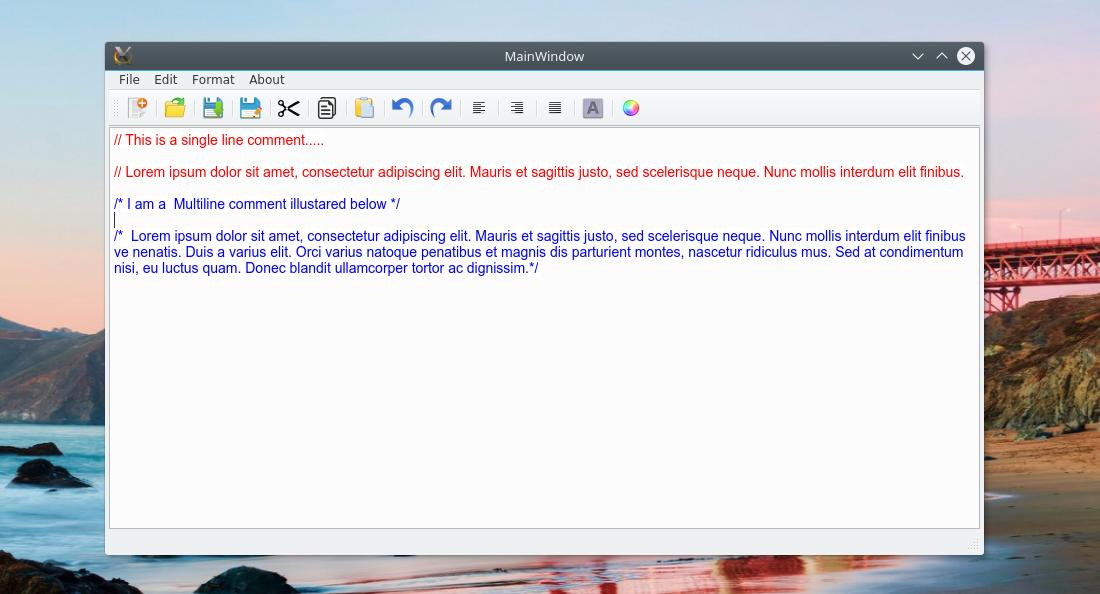 MainWindow
File Edit Format About
A
// This is a single line comment.....
// Lorem ipsum dolor sit amet, consectetur adipiscing elit. Mauris et sagittis justo, sed scelerisque neque. Nunc mollis interdum elit finibus.
/* I am a  Multiline comment illustared below */
/*  Lorem ipsum dolor sit amet, consectetur adipiscing elit. Mauris et sagittis justo, sed scelerisque neque. Nunc mollis interdum elit finibus
ve nenatis. Duis a varius elit. Orci varius natoque penatibus et magnis dis parturient montes, nascetur ridiculus mus. Sed at condimentum
nisi, eu luctus quam. Donec blandit ullamcorper tortor ac dignissim.*/